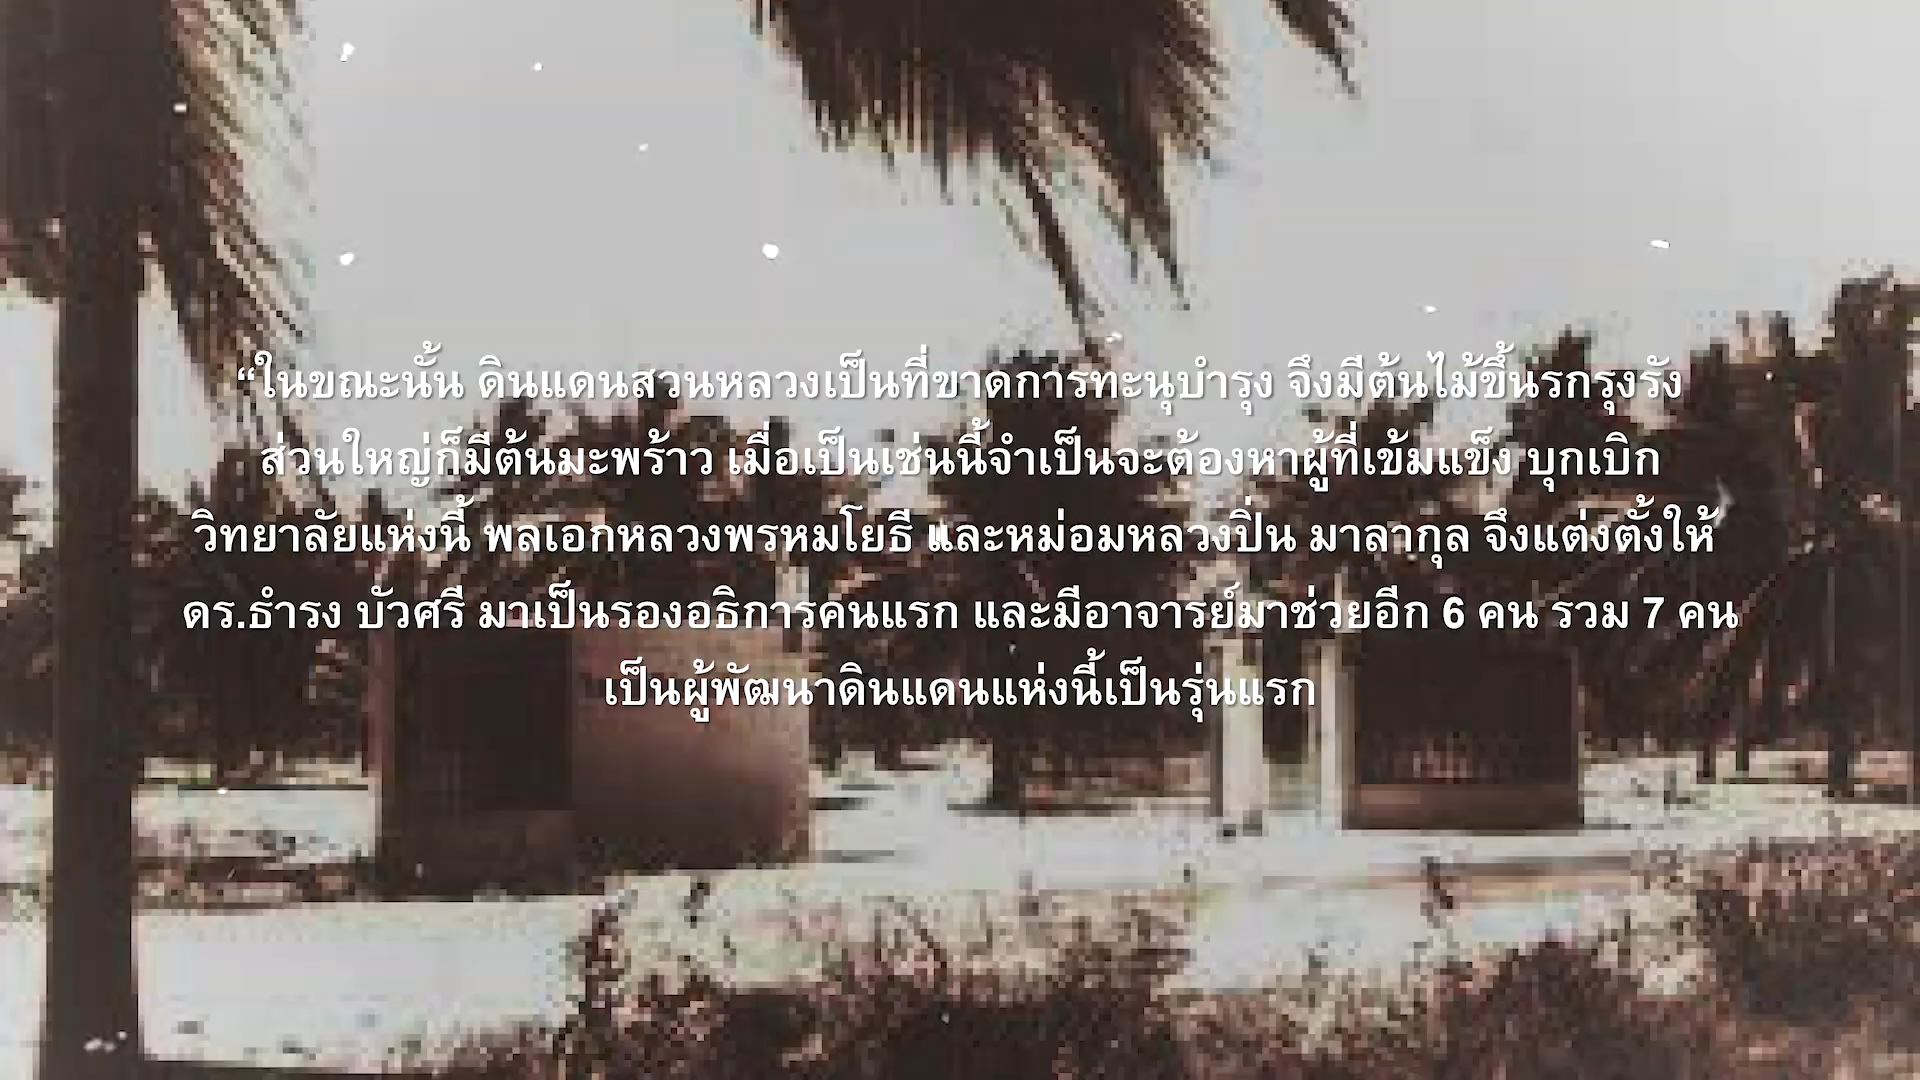 “ในขณะนั้น ดินแดนสวนหลวงเป็นที่ขาดการทะนุบำรุง จึงมีต้นไม้ขึ้นรกรุงรัง
ส่วนใหญ่ก็มีต้นมะพร้าว เมื่อเป็นเช่นนี้จำเป็นจะต้องหาผู้ที่เข้มแข็ง บุกเบิก
วิทยาลัยแห่งนี้ พลเอกหลวงพรหมโยธี และหม่อมหลวงปิ่น มาลากุล จึงแต่งตั้งให้
ดร.ธำรง บัวศรี มาเป็นรองอธิการคนแรก และมีอาจารย์มาช่วยอีก 6 คน รวม 7 คน
เป็นผู้พัฒนาดินแดนแห่งนี้เป็นรุ่นแรก